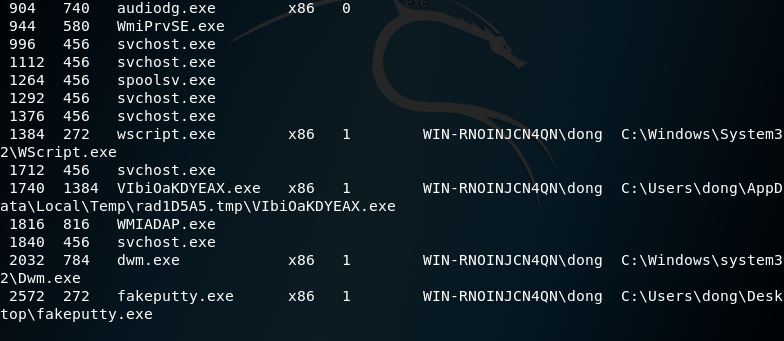 904 740 audiodg.exe x86 0
944 580 WmiPrvSE.exe
996 456 svchost.exe
1112 456 svchost.exe
1264 456 spoolsv.exe
1292 456 svchost.exe
1376 456 svchost.exe
1384 272 wscript.exe x86 1 WIN-RNOINJCN4QN\dong C:\Windows\System3
2\WScript.exe
1712 456 svchost.exe
1740 1384 VIbiOaKDYEAX.exe x86 1 WIN-RNOINJCN4QN\dong C:\Users\dong\AppD
ata\Local\Temp\rad1D5A5.tmp\VIbiOaKDYEAX.exe
1816 816 WMIADAP.exe
1840 456 svchost.exe
2032 784 dwm.exe x86 1 WIN-RNOINJCN4QN\dong C:\Windows\system3
2\Dwm.exe
2572 272 fakeputty.exe x86 1 WIN-RNOINJCN4QN\dong C:\Users\dong\Desk
top\fakeputty.exe